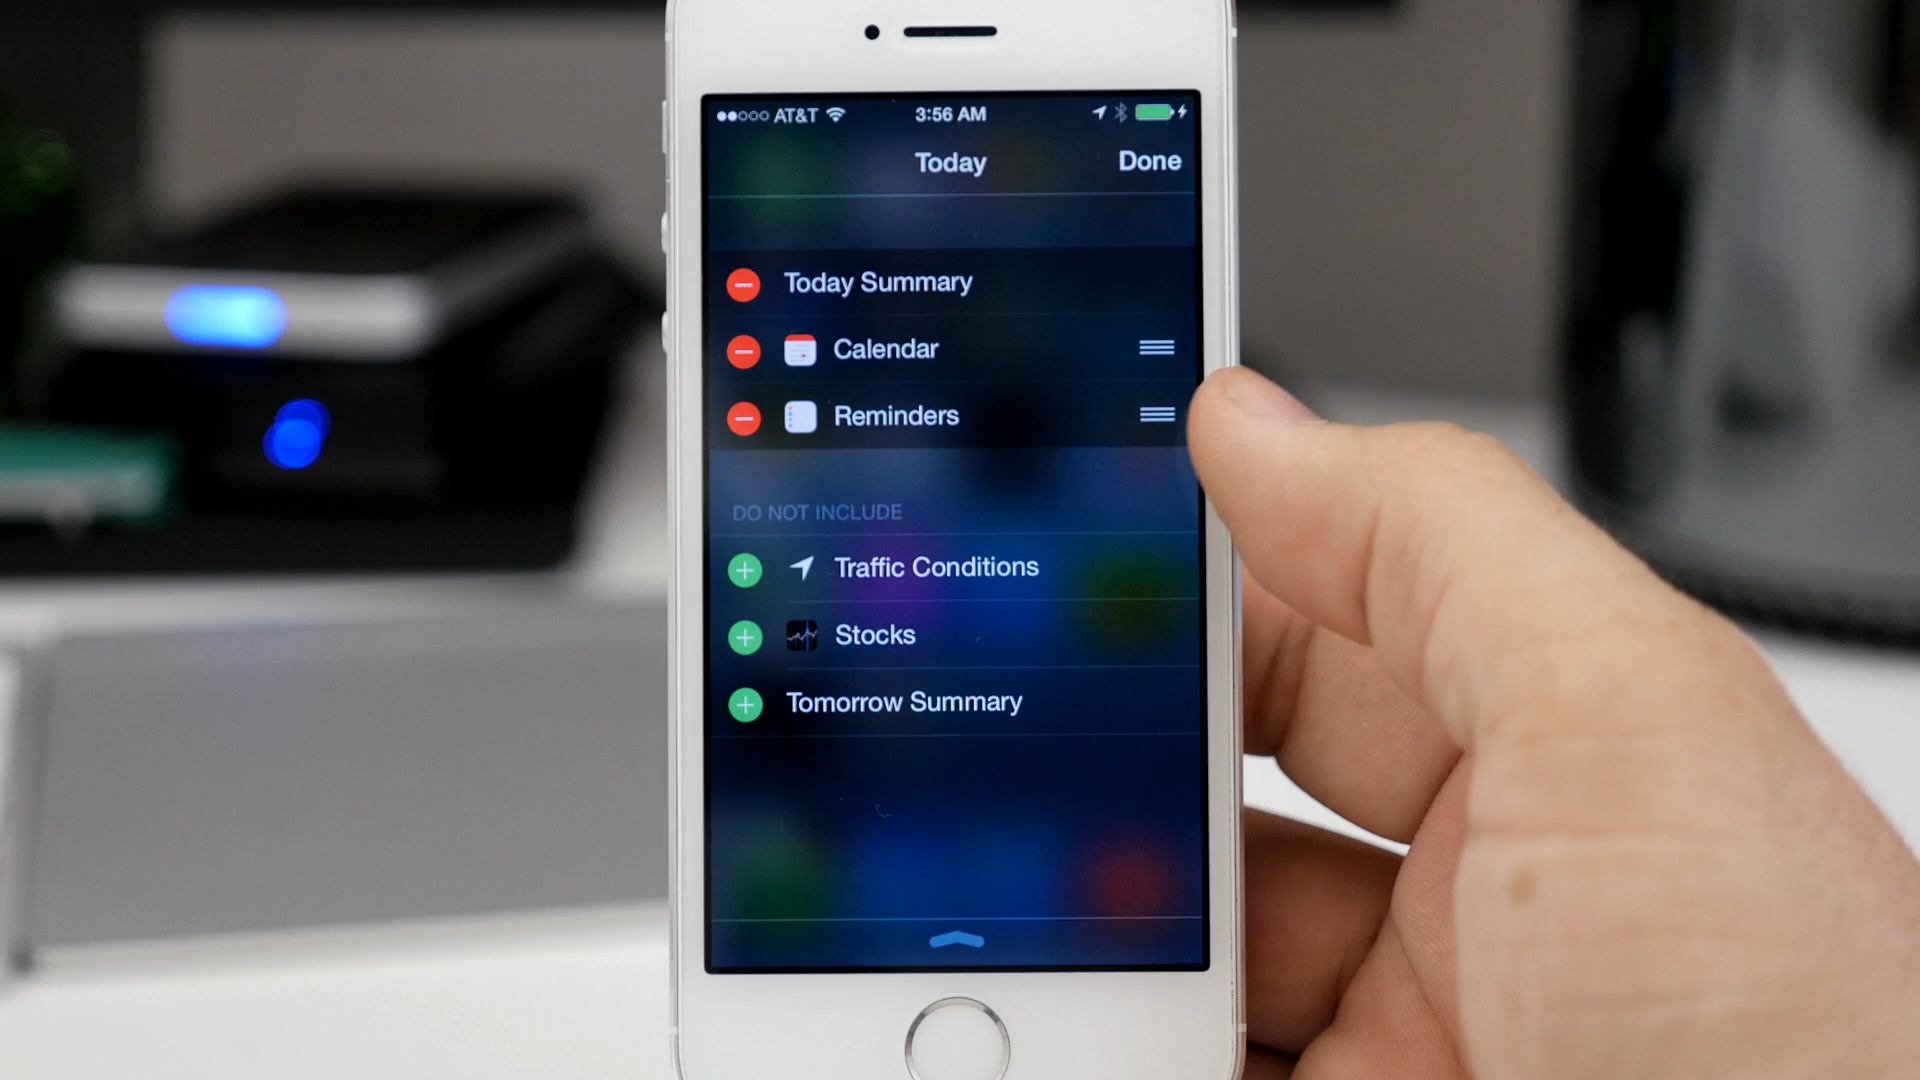 AT&T 3:56 AM
Today Done
Today Summary
Calendar
Reminders
DO NOT INCLUDE
Traffic Conditions
Stocks
Tomorrow Summary